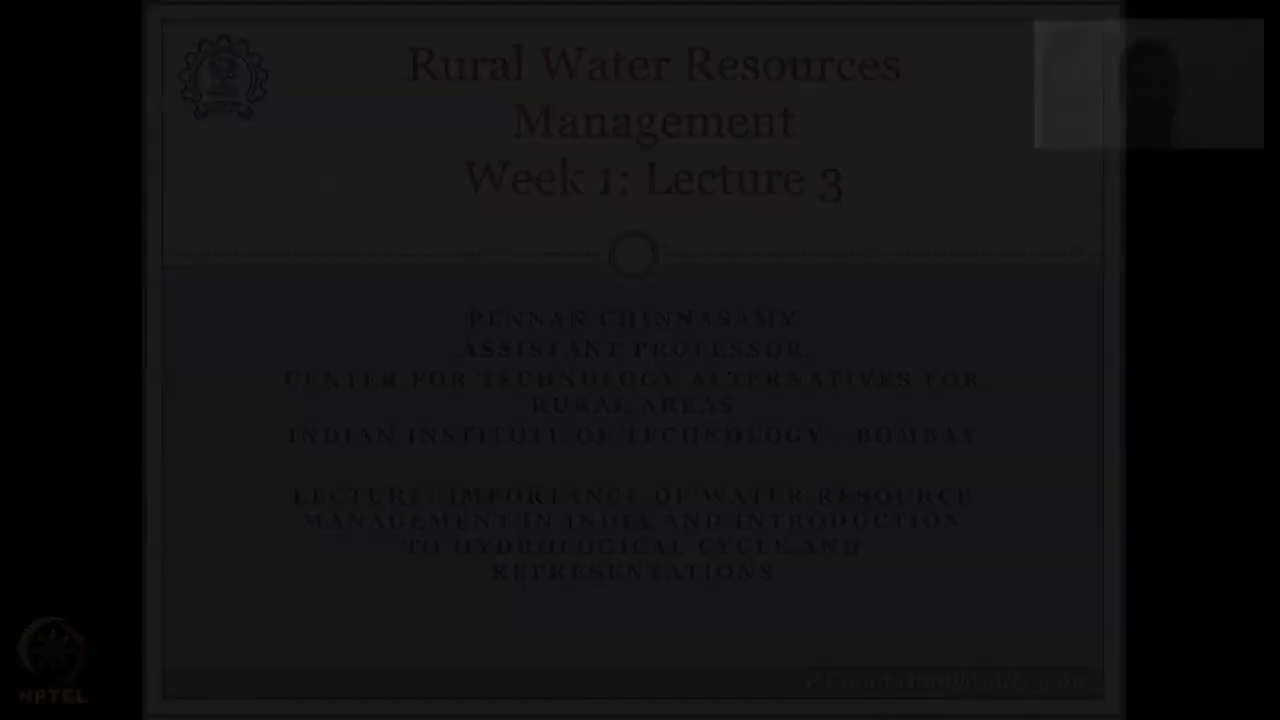 Rural Water Resources
Management
Week 1: Lecture 3
PENNAN CHINNASAMY
ASSISTANT PROFESSOR
CENTER FOR TECHNOLOGY ALTERNATIVES FOR
RURAL AREAS
INDIAN INSTITUTE OF TECHNOLOGY - BOMBAY
LECTURE: IMPORTANCE OF WATER RESOURCE
MANAGEMENT IN INDIA AND INTRODUCTION
TO HYDROLOGICAL CYCLE AND
REPRESENTATIONS
NPTEL